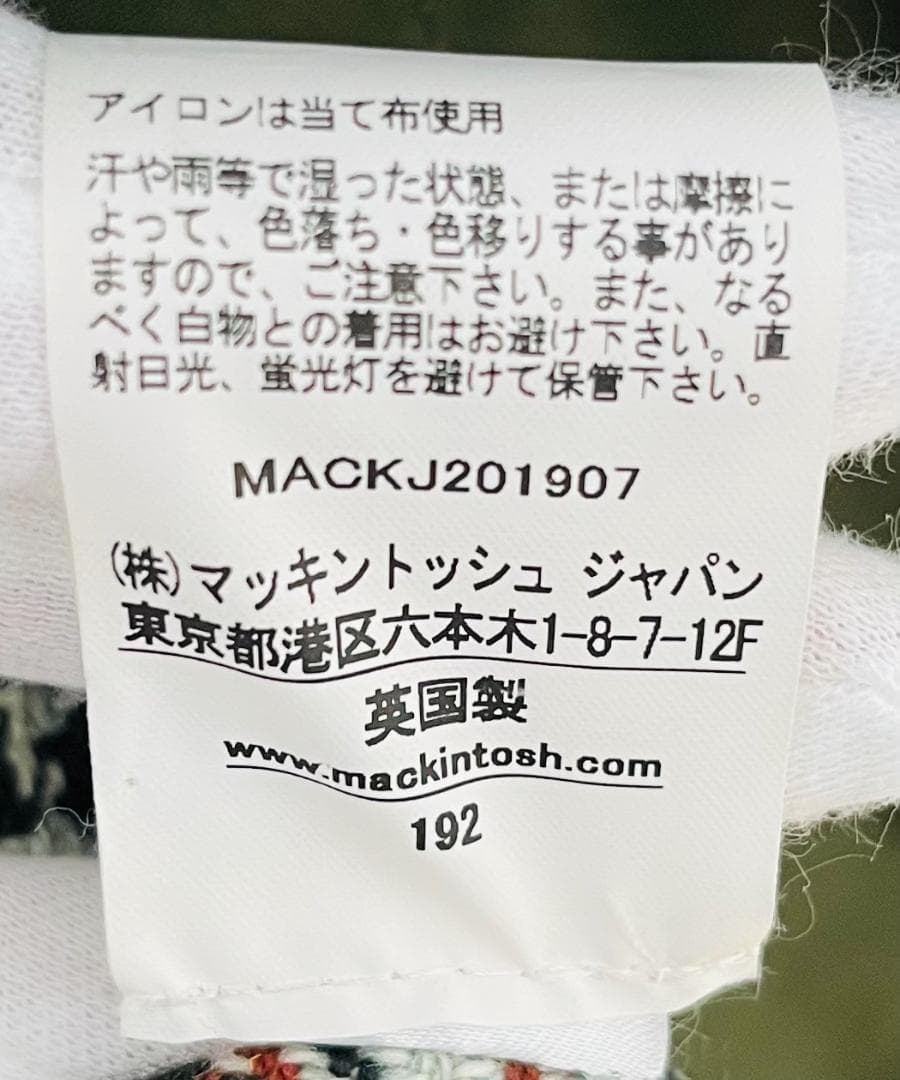 アイロンは当て布使用
汗や雨等で湿った状態、または摩擦に
よって、色落ち・色移りする事があり
ますので、ご注意下さい。また、なる
べく白物との着用はお避け下さい。直
射日光、蛍光灯を避けて保管下さい。
MACKJ201907
(株)マッキントッシュ ジャパン
東京都港区六本木1-8-7-12F
英国製
www.mackintosh.com
192